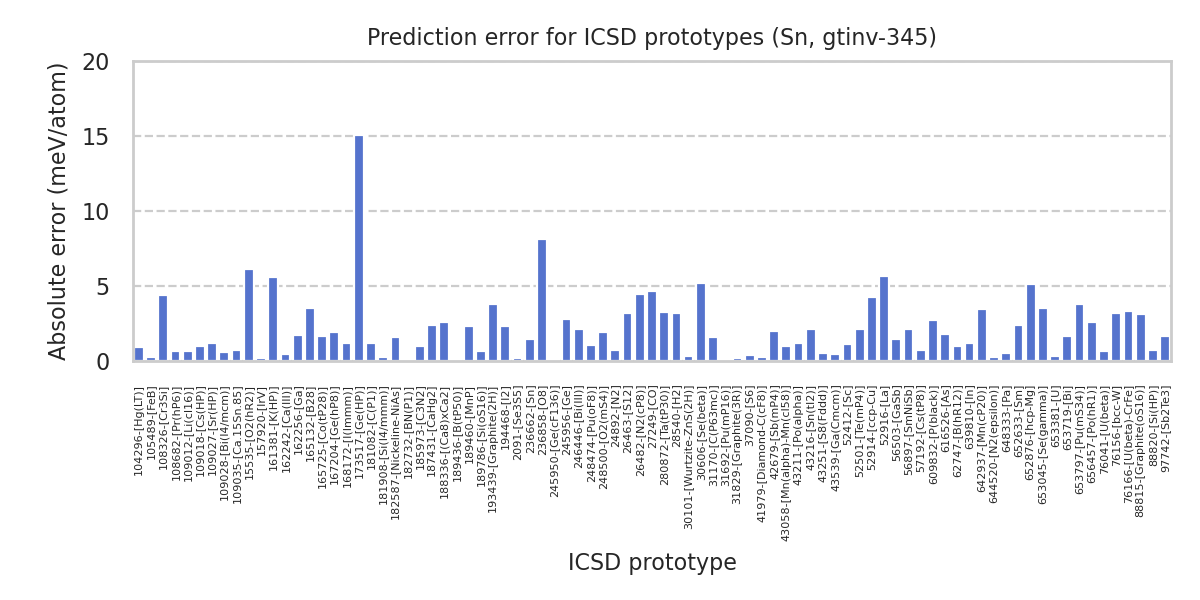 Prediction error for ICSD prototypes (Sn, gtinv-345)
Absolute error (meV/atom)
20
15
10
5
0
104296-[Hg(LT)]
105489-[FeB]
108326-[Cr3Si]
108682-[Pr(hP6)]
109012-[Li(cI16)]
109018-[Cs(HP)]
109027-[Sr(HP)]
109028-[Bi(I4/mcm)]
109035-[Ca.15Sn.85]
15535-[O2(hR2)]
157920-[IrV]
161381-[K(HP)]
162242-[Ca(III)]
162256-[Ga]
165132-[B28]
165725-[Co(tP28)]
167204-[Ge(hP8)]
168172-[I(Immm)]
173517-[Ge(HP)]
181082-[C(P1)]
181908-[Si(I4/mmm)]
182587-[Nickeline-NiAs]
182732-[BN(P1)]
185973-[C3N2]
187431-[CaHg2]
188336-[(Ca8)xCa2]
189436-[B(tP50)]
189460-[MnP]
189786-[Si(oS16)]
193439-[Graphite(2H)]
194468-[I2]
2091-[Se3S5]
236662-[Sn]
236858-[O8]
245950-[Ge(cF136)]
245956-[Ge]
246446-[Bi(III)]
248474-[Pu(oF8)]
248500-[O2(mS4)]
24892-[N2]
26463-[S12]
26482-[N2(cP8)]
27249-[CO]
280872-[Ta(tP30)]
28540-[H2]
30101-[Wurtzite-ZnS(2H)]
30606-[Se(beta)]
31170-[C(P63mc)]
31692-[Pu(mP16)]
31829-[Graphite(3R)]
37090-[S6]
41979-[Diamond-C(cF8)]
42679-[Sb(mP4)]
43058-[Mn(alpha)-Mn(cI58)]
43211-[Po(alpha)]
43216-[Sn(tI2)]
43251-[S8(Fddd)]
43539-[Ga(Cmcm)]
52412-[Sc]
52501-[Te(mP4)]
52914-[ccp-Cu]
52916-[La]
56503-[GaSb]
56897-[SmNiSb]
57192-[Cs(tP8)]
609832-[P(black)]
616526-[As]
62747-[B(hR12)]
639810-[In]
642937-[Mn(cP20)]
644520-[N2(epsilon)]
648333-[Pa]
652633-[Sm]
652876-[hcp-Mg]
653045-[Se(gamma)]
653381-[U]
653719-[Bi]
653797-[Pu(mS34)]
656457-[Po(hR1)]
76041-[U(beta)]
76156-[bcc-W]
76166-[U(beta)-CrFe]
88815-[Graphite(oS16)]
88820-[Si(HP)]
97742-[Sb2Te3]
ICSD prototype